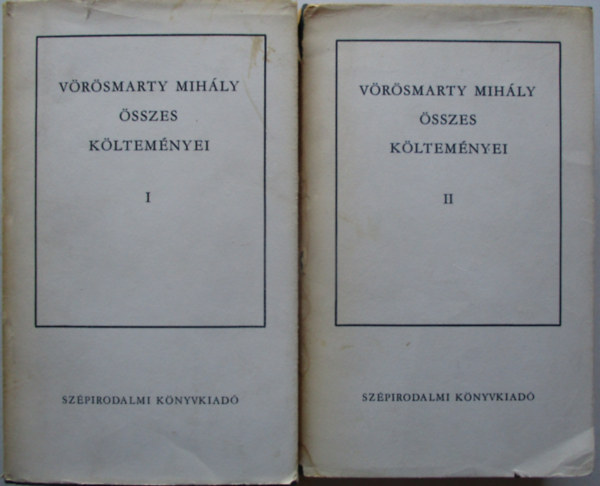 VÖRÖSMARTY MIHÁLY
ÖSSZES
KÖLTEMÉNYEI
I
SZÉPIRODALMI KÖNYVKIADÓ
VÖRÖSMARTY MIHÁLY
ÖSSZES
KÖLTEMÉNYEI
II
SZÉPIRODALMI KÖNYVKIADÓ